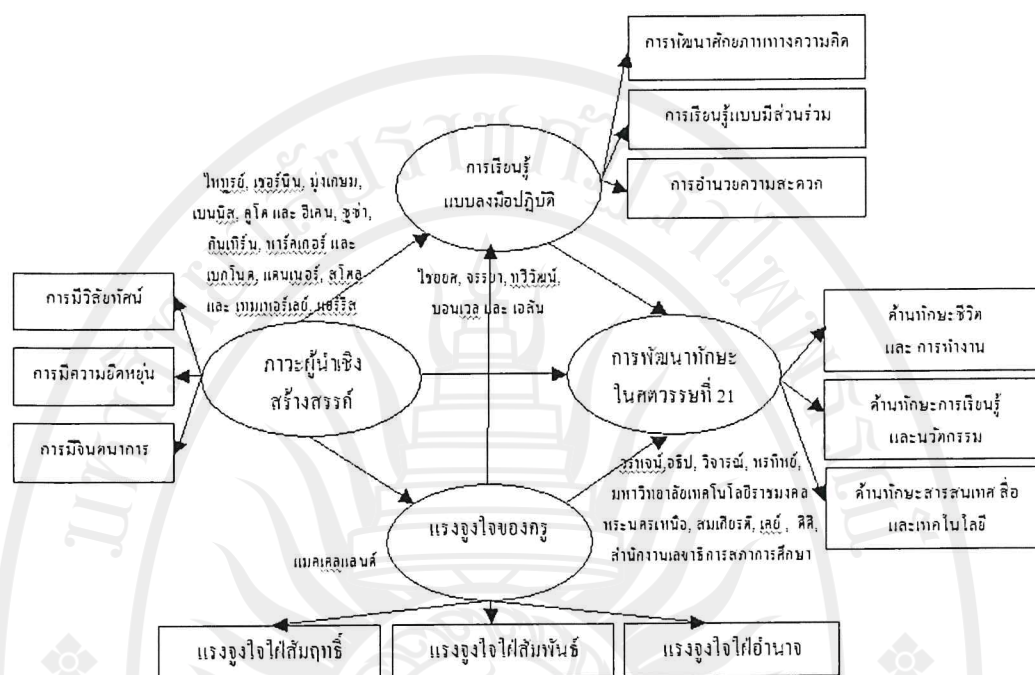 การพัฒนาศักยภาพทางความคิด
การเรียนรู้แบบมีส่วนร่วม
การอำนวยความสะดวก
การเรียนรู้
แบบลงมือปฏิบัติ
ไพฑูรย์, เชอร์นิน, มุ่งเกษม,
เบนนิส, คูโค และ อีเคน, ซูซ่า,
กันเทิร์น, พาร์คเกอร์ และ
เบกโนด, แดนเนอร์, สโตล
และ เทมเทอร์เลย์, แฮร์ริส
ไชยยส, จรรยา, ทวีวัฒน์,
บอนเวล และ เอลัน
การมีวิสัยทัศน์
การมีความยืดหยุ่น
การมีจินตนาการ
ภาวะผู้นำเชิง
สร้างสรรค์
การพัฒนาทักษะ
ในศตวรรษที่ 21
ด้านทักษะชีวิต
และ การทำงาน
ด้านทักษะการเรียนรู้
และนวัตกรรม
ด้านทักษะสารสนเทศ สื่อ
และเทคโนโลยี
วรพจน์,อธิป, วิจารณ์, พรทิพย์,
มหาวิทยาลัยเทคโนโลยีราชมงคล
พระนครเหนือ, สมเกียรติ, เคย์ , คิคิ,
สำนักงานเลขาธิการสภาการศึกษา
แรงจูงใจของครู
แมคเคลแลนด์
แรงจูงใจใฝ่สัมฤทธิ์
แรงจูงใจใฝ่สัมพันธ์
แรงจูงใจใฝ่อำนาจ